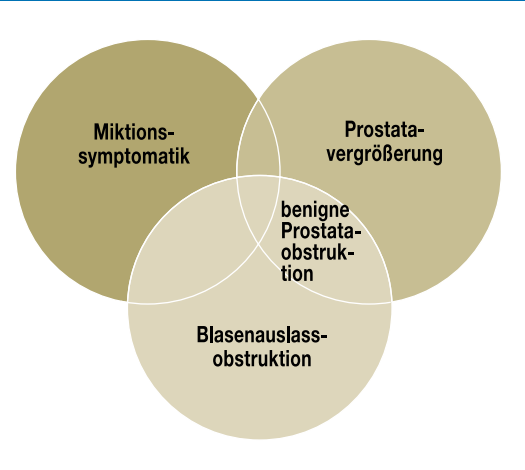 Miktions-
symptomatik
Prostata-
vergrößerung
benigne
Prostata-
obstruk-
tion
Blasenauslass-
obstruktion